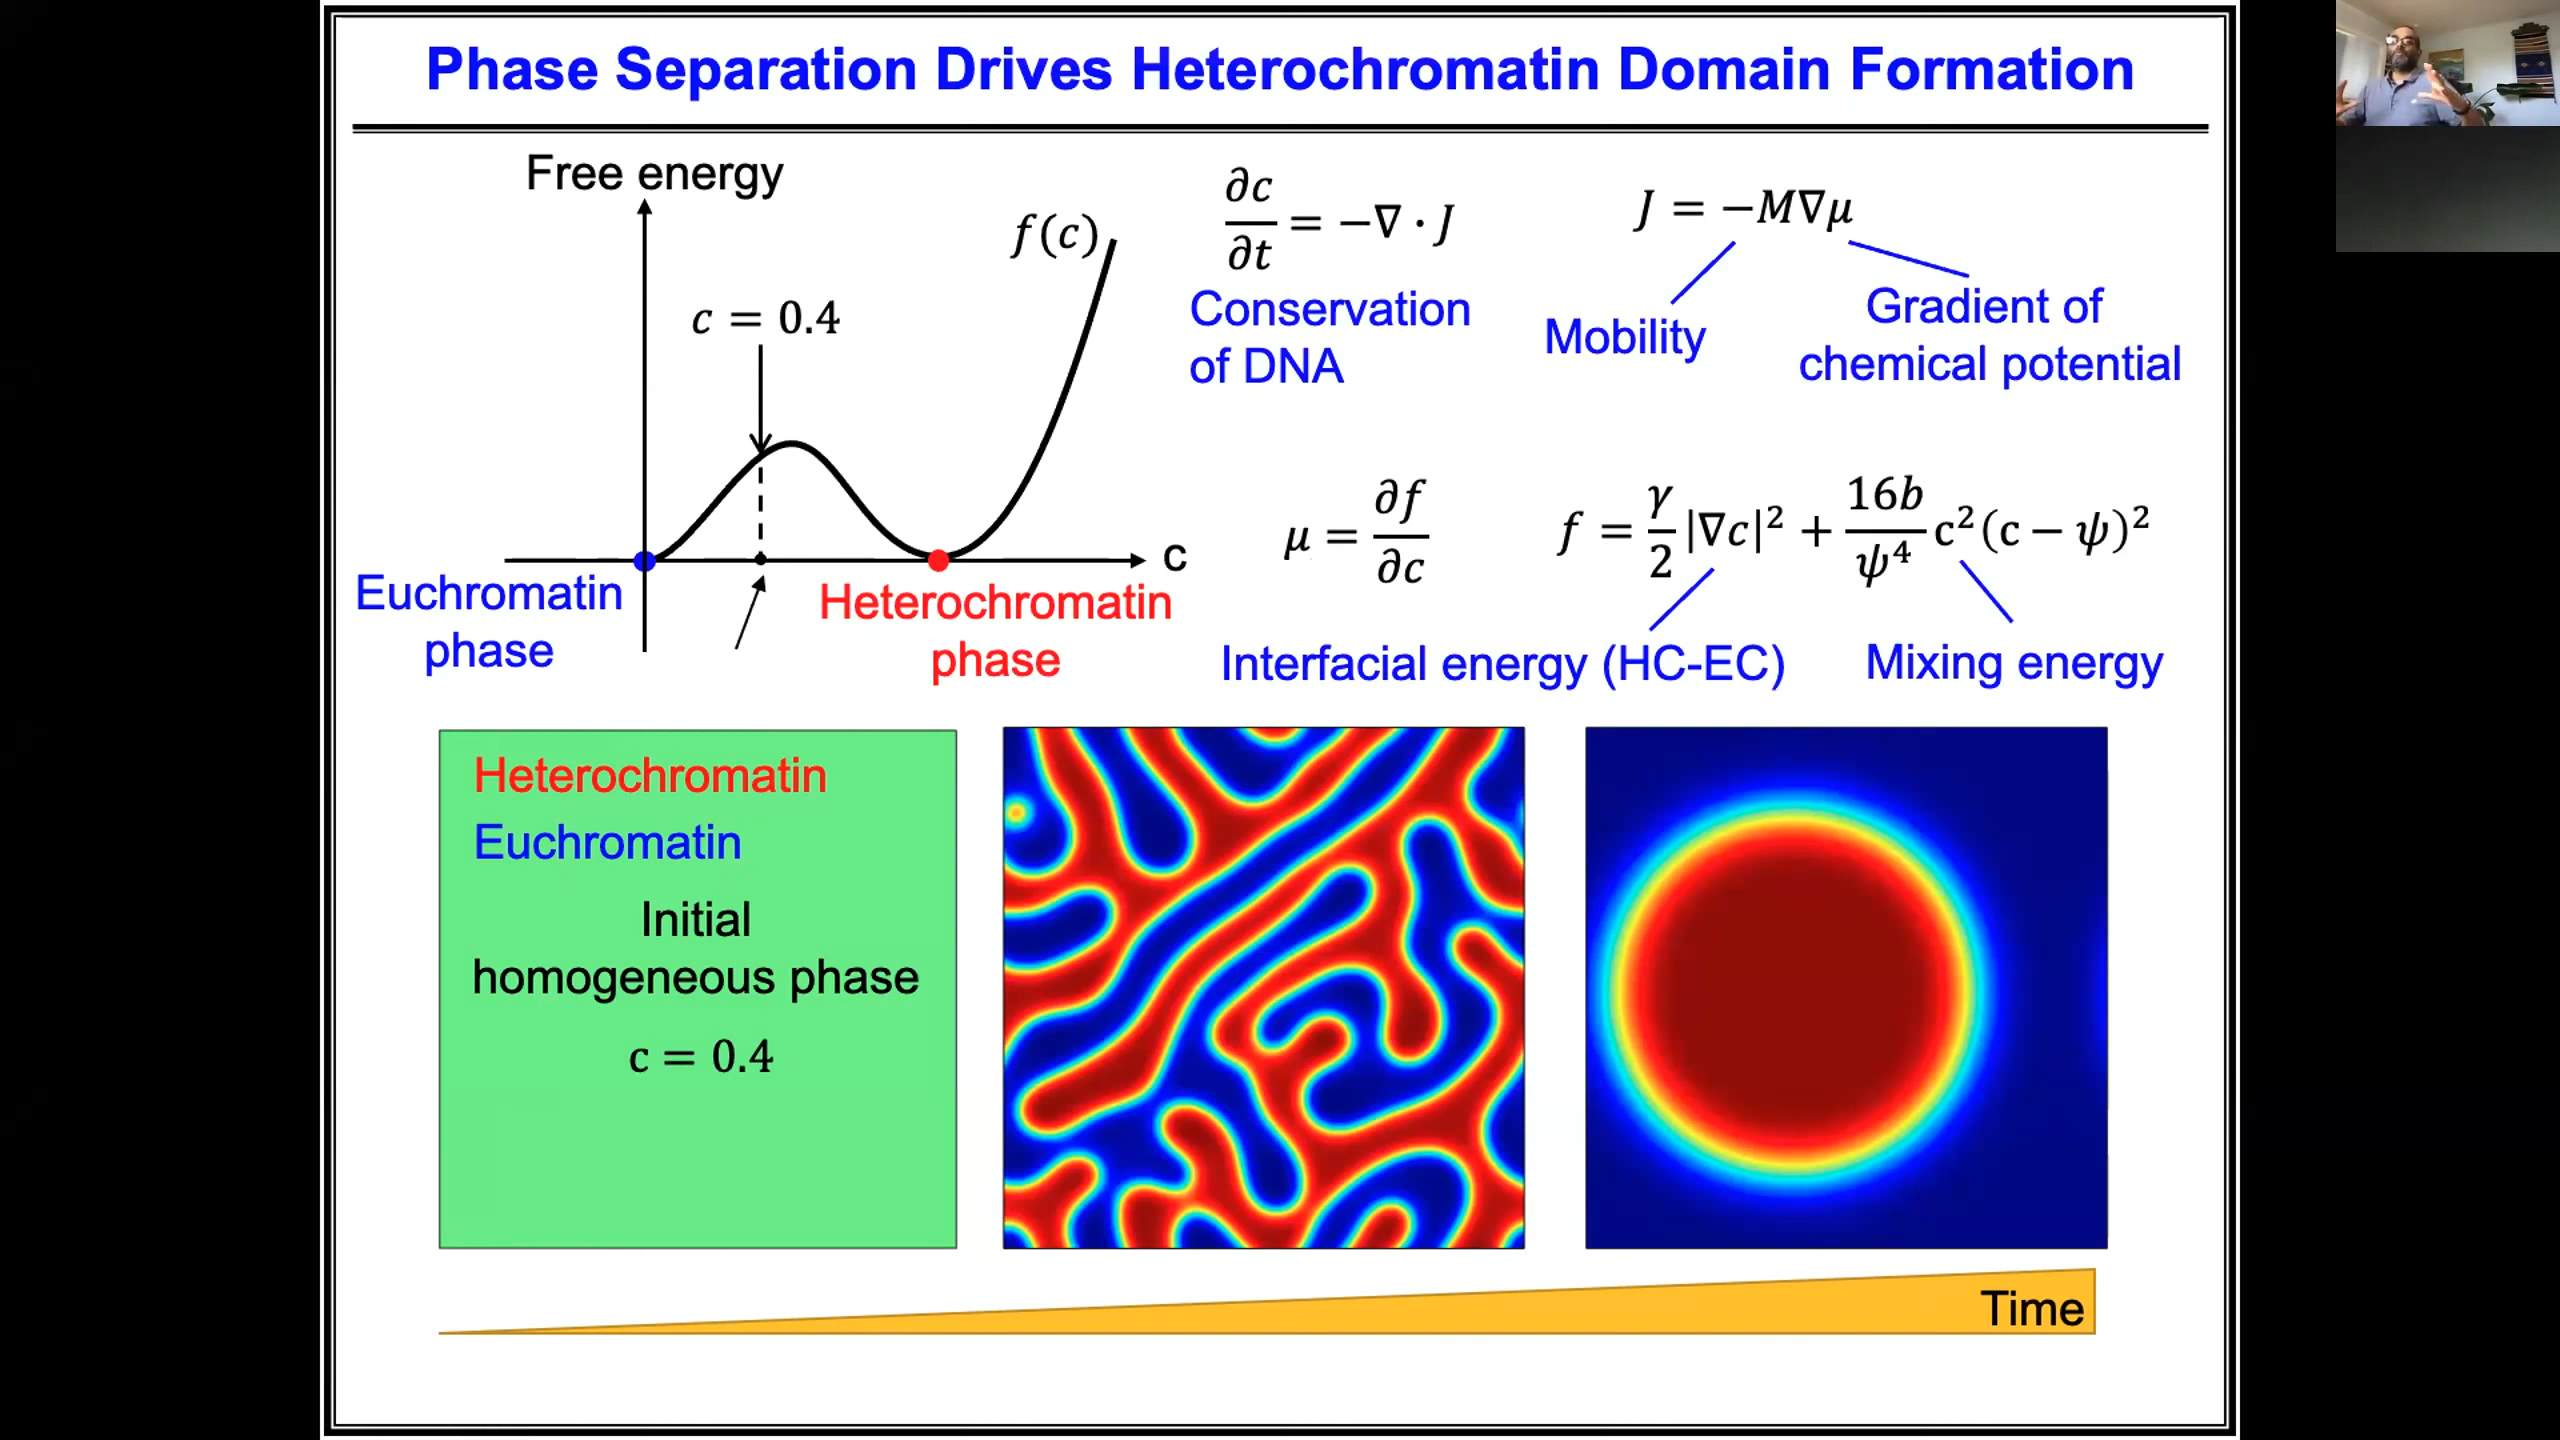 Phase Separation Drives Heterochromatin Domain Formation
Free energy
f(c)
c = 0.4
c
Euchromatin
phase
Heterochromatin
phase
∂c/∂t = −∇ · J
Conservation
of DNA
J = −M∇μ
Mobility
Gradient of
chemical potential
μ = ∂f/∂c
f = γ/2 |∇c|² + 16b/ψ⁴ c²(c − ψ)²
Interfacial energy (HC-EC)
Mixing energy
Heterochromatin
Euchromatin
Initial
homogeneous phase
c = 0.4
Time